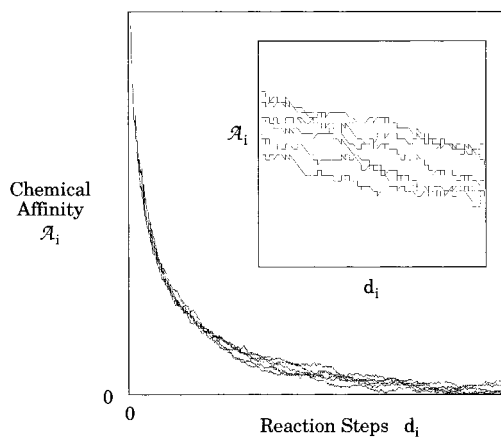 𝒜i
di
Chemical
Affinity
𝒜i
0
0
Reaction Steps di